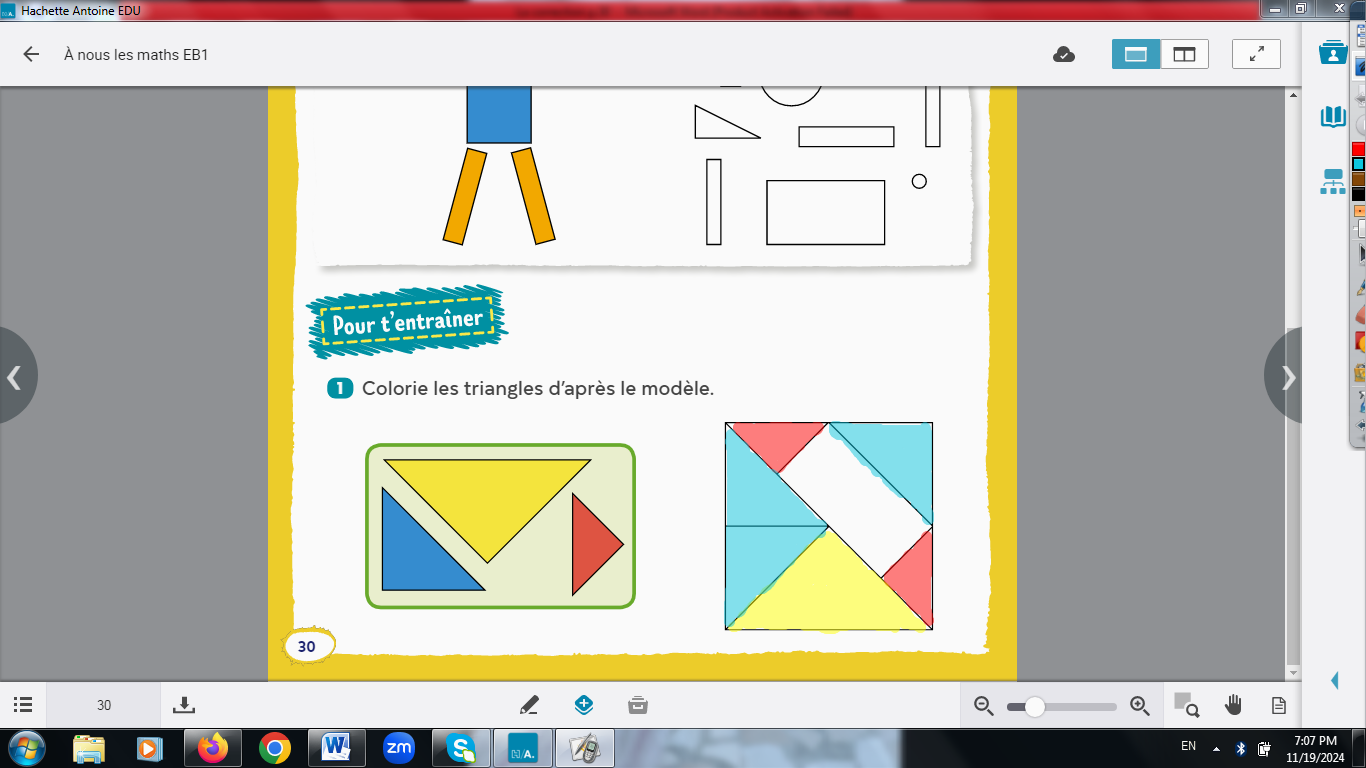 Hachette Antoine EDU
À nous les maths EB1
Pour t'entraîner
1 Colorie les triangles d'après le modèle.
30
30
EN
7:07 PM
11/19/2024